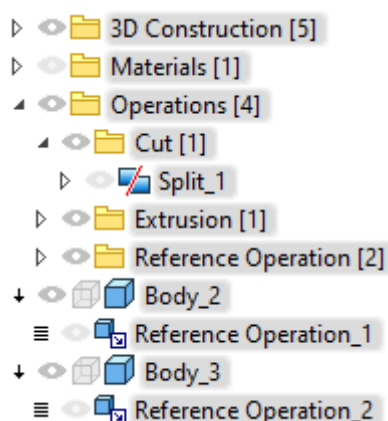 3D Construction [5]
Materials [1]
Operations [4]
Cut [1]
Split_1
Extrusion [1]
Reference Operation [2]
Body_2
Reference Operation_1
Body_3
Reference Operation_2